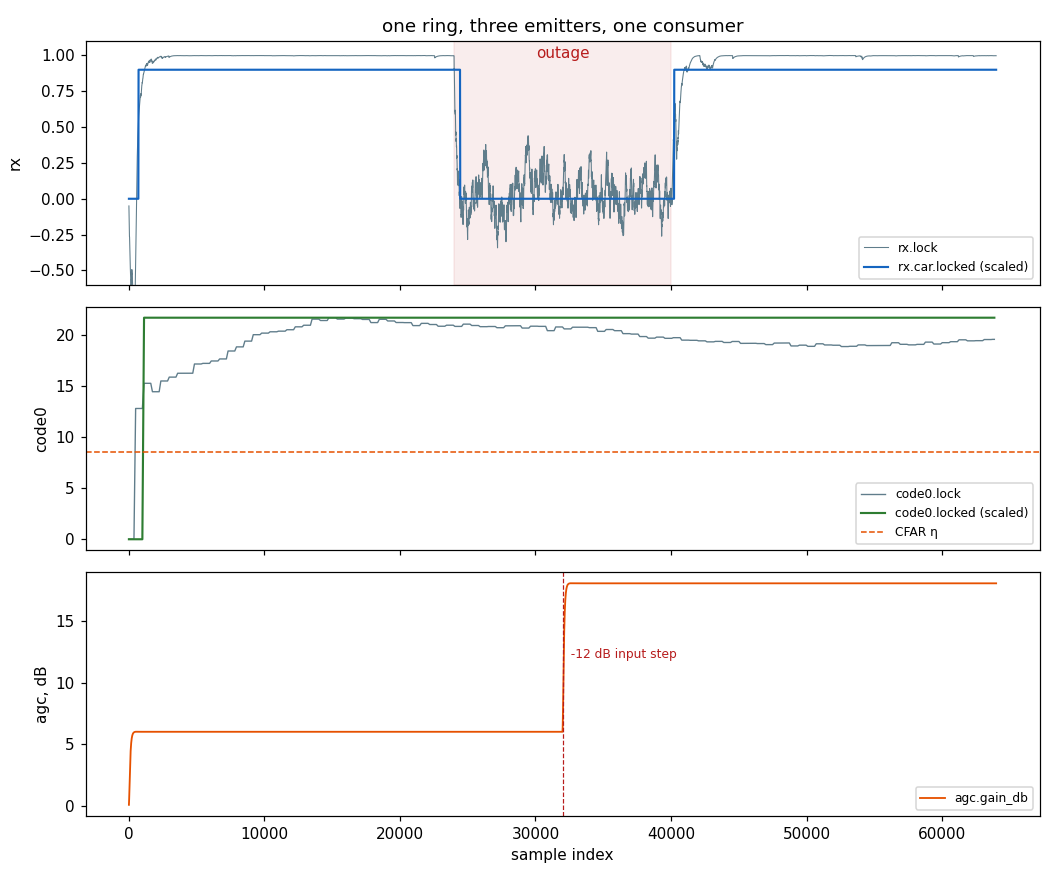 one ring, three emitters, one consumer
outage
1.00
0.75
0.50
0.25
0.00
−0.25
−0.50
rx
rx.lock
rx.car.locked (scaled)
20
15
10
5
0
code0
code0.lock
code0.locked (scaled)
CFAR η
15
10
5
0
agc, dB
-12 dB input step
agc.gain_db
0
10000
20000
30000
40000
50000
60000
sample index